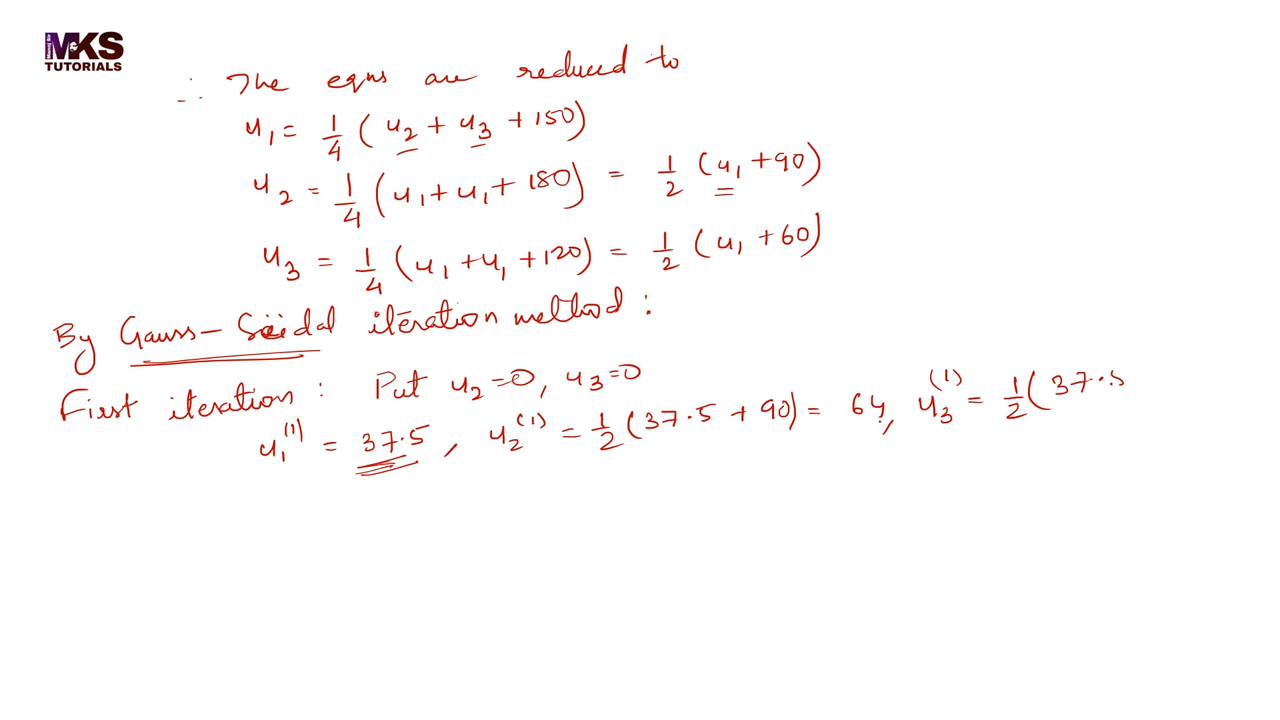 MKS
TUTORIALS
∴ The eqns are reduced to
u₁ = 1/4 (u₂ + u₃ + 150)
u₂ = 1/4 (u₁ + u₁ + 180) = 1/2 (u₁ + 90)
u₃ = 1/4 (u₁ + u₁ + 120) = 1/2 (u₁ + 60)
By Gauss – Seidal iteration method :
First iteration : Put u₂ = 0, u₃ = 0
u₁⁽¹⁾ = 37.5, u₂⁽¹⁾ = 1/2 (37.5 + 90) = 64, u₃⁽¹⁾ = 1/2 (37.5